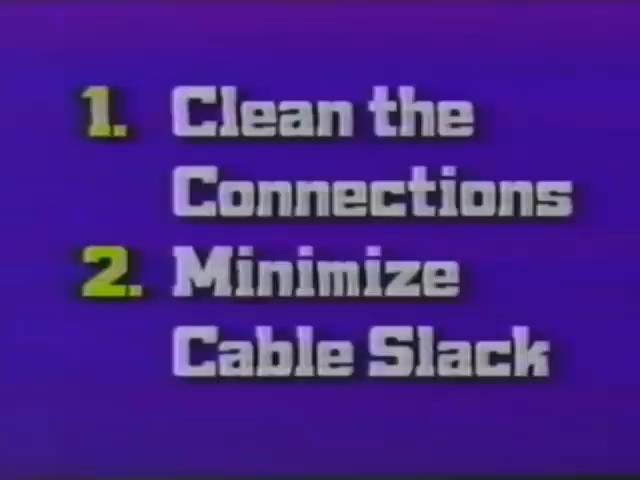 1. Clean the
Connections
2. Minimize
Cable Slack